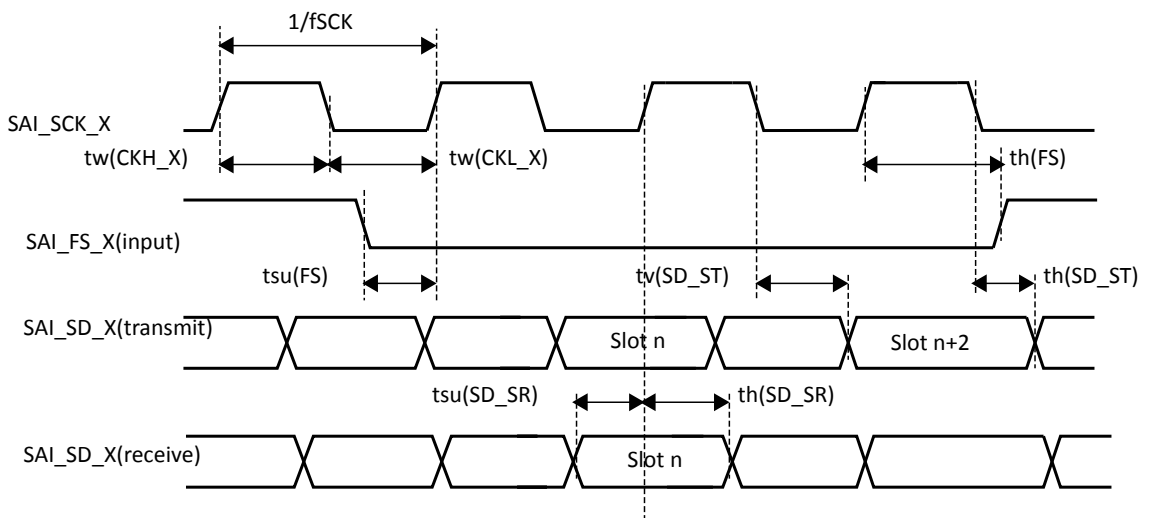 1/fSCK
SAI_SCK_X
tw(CKH_X)
tw(CKL_X)
th(FS)
SAI_FS_X(input)
tsu(FS)
tv(SD_ST)
th(SD_ST)
SAI_SD_X(transmit)
Slot n
Slot n+2
tsu(SD_SR)
th(SD_SR)
SAI_SD_X(receive)
Slot n